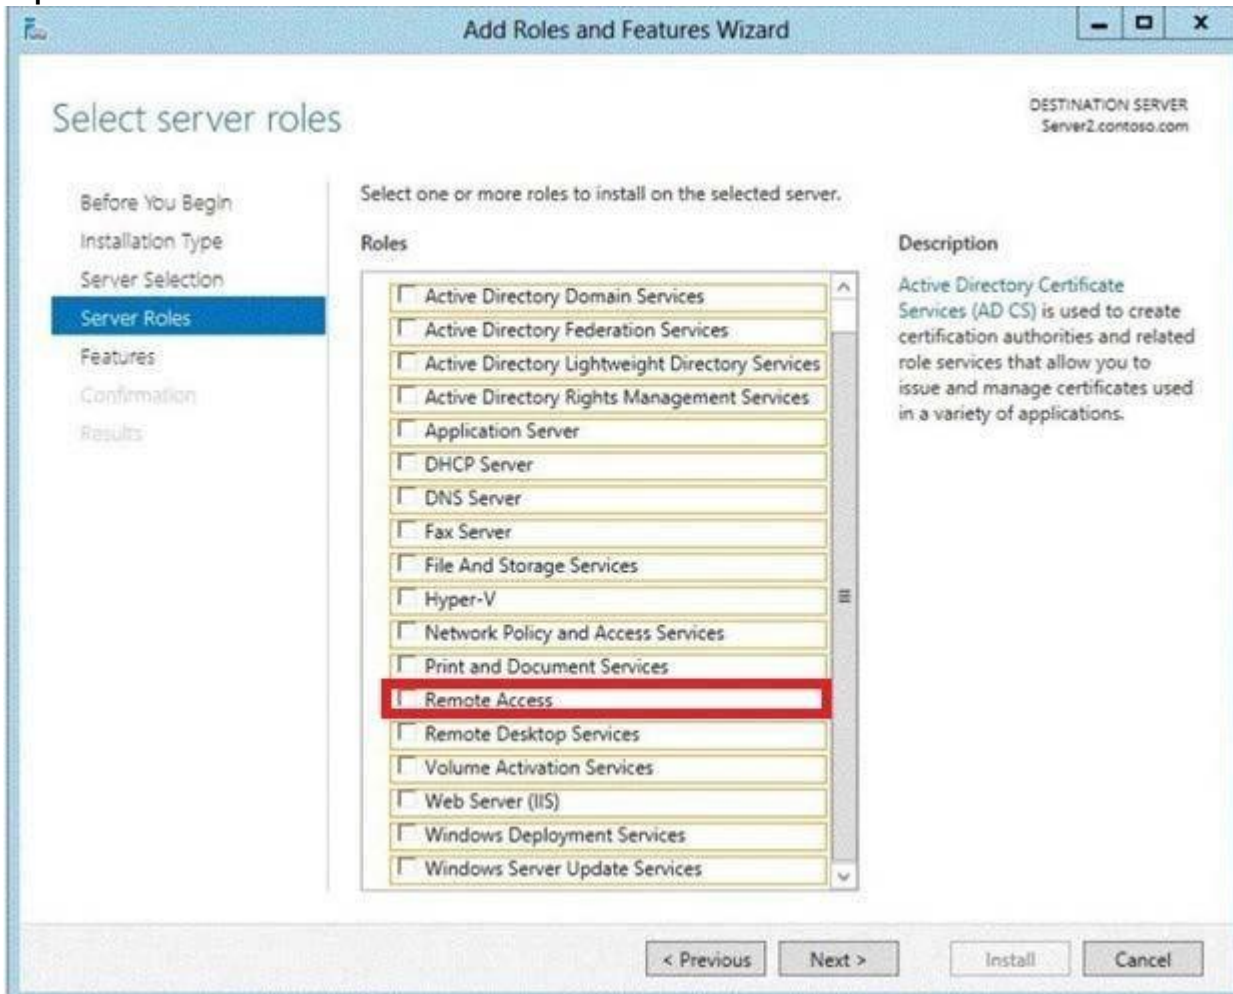 Add Roles and Features Wizard
Select server roles
DESTINATION SERVER
Server2.contoso.com
Before You Begin
Installation Type
Server Selection
Server Roles
Features
Confirmation
Results
Select one or more roles to install on the selected server.
Roles
Active Directory Domain Services
Active Directory Federation Services
Active Directory Lightweight Directory Services
Active Directory Rights Management Services
Application Server
DHCP Server
DNS Server
Fax Server
File And Storage Services
Hyper-V
Network Policy and Access Services
Print and Document Services
Remote Access
Remote Desktop Services
Volume Activation Services
Web Server (IIS)
Windows Deployment Services
Windows Server Update Services
Description
Active Directory Certificate
Services (AD CS) is used to create
certification authorities and related
role services that allow you to
issue and manage certificates used
in a variety of applications.
< Previous
Next >
Install
Cancel